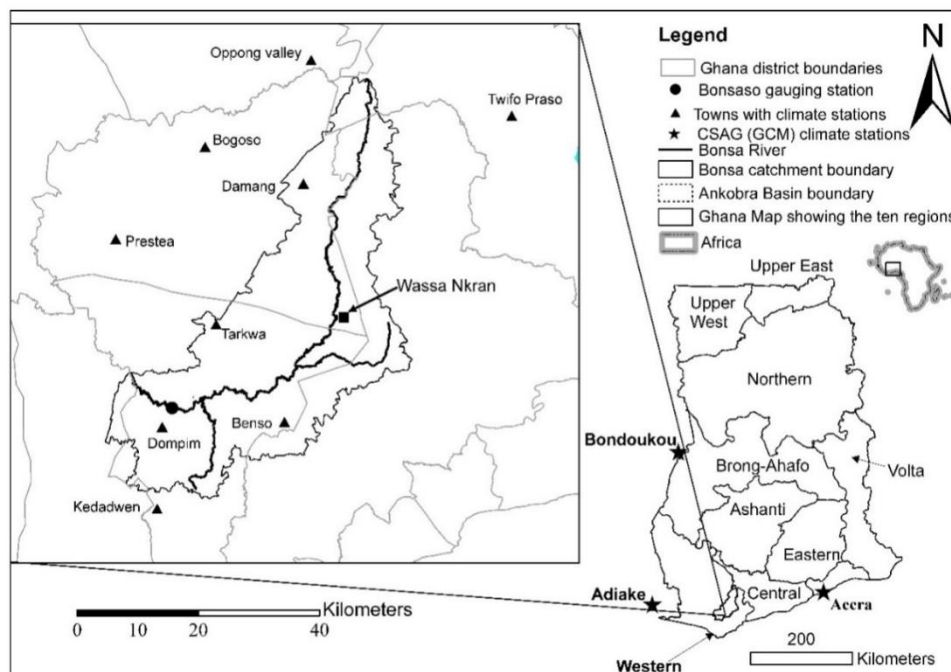 Oppong valley
Twifo Praso
Bogoso
Damang
Prestea
Wassa Nkran
Tarkwa
Benso
Dompim
Kedadwen
Kilometers
0 20 40
Legend
N
Ghana district boundaries
Bonsaso gauging station
Towns with climate stations
CSAG (GCM) climate stations
Bonsa River
Bonsa catchment boundary
Ankobra Basin boundary
Ghana Map showing the ten regions
Africa
Upper East
Upper
West
Northern
Bondoukou
Brong-Ahafo
Volta
Ashanti
Eastern
Adiake
Central
Accra
200
Western
Kilometers